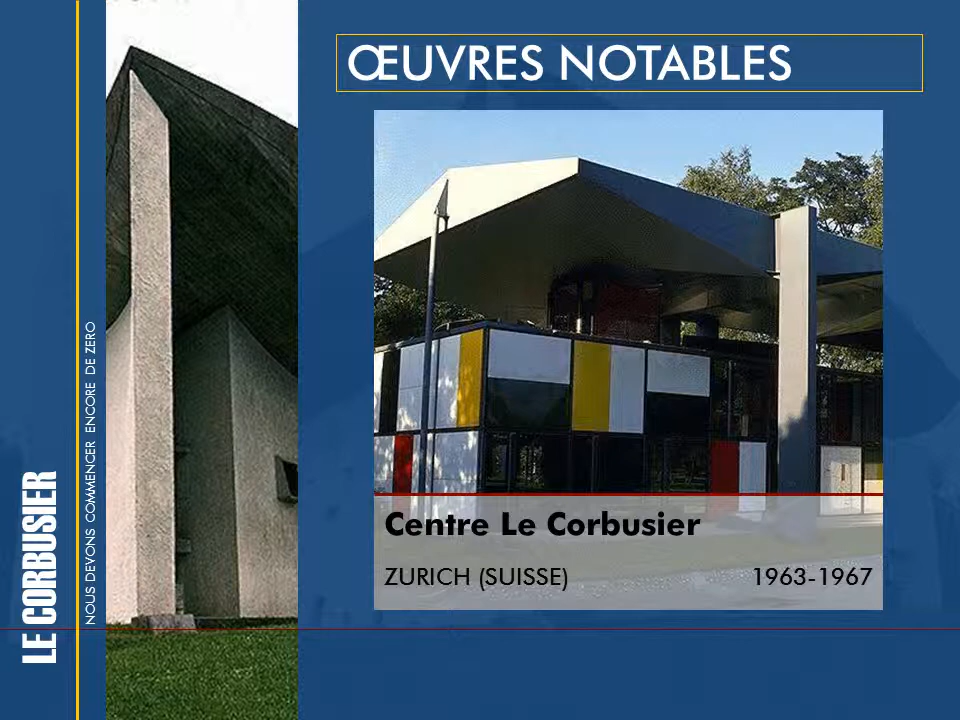 ŒUVRES NOTABLES
Centre Le Corbusier
ZURICH (SUISSE) 1963-1967
NOUS DEVONS COMMENCER ENCORE DE ZERO
LE CORBUSIER